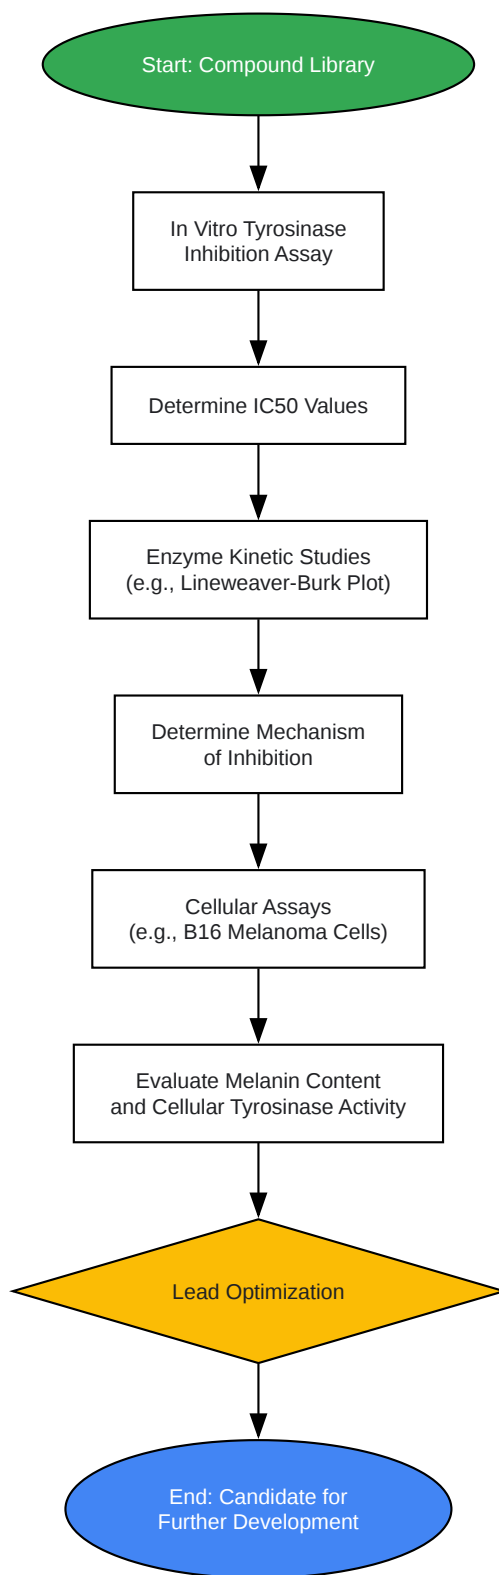 Start: Compound Library
In Vitro Tyrosinase
Inhibition Assay
Determine IC50 Values
Enzyme Kinetic Studies
(e.g., Lineweaver-Burk Plot)
Determine Mechanism
of Inhibition
Cellular Assays
(e.g., B16 Melanoma Cells)
Evaluate Melanin Content
and Cellular Tyrosinase Activity
Lead Optimization
End: Candidate for
Further Development